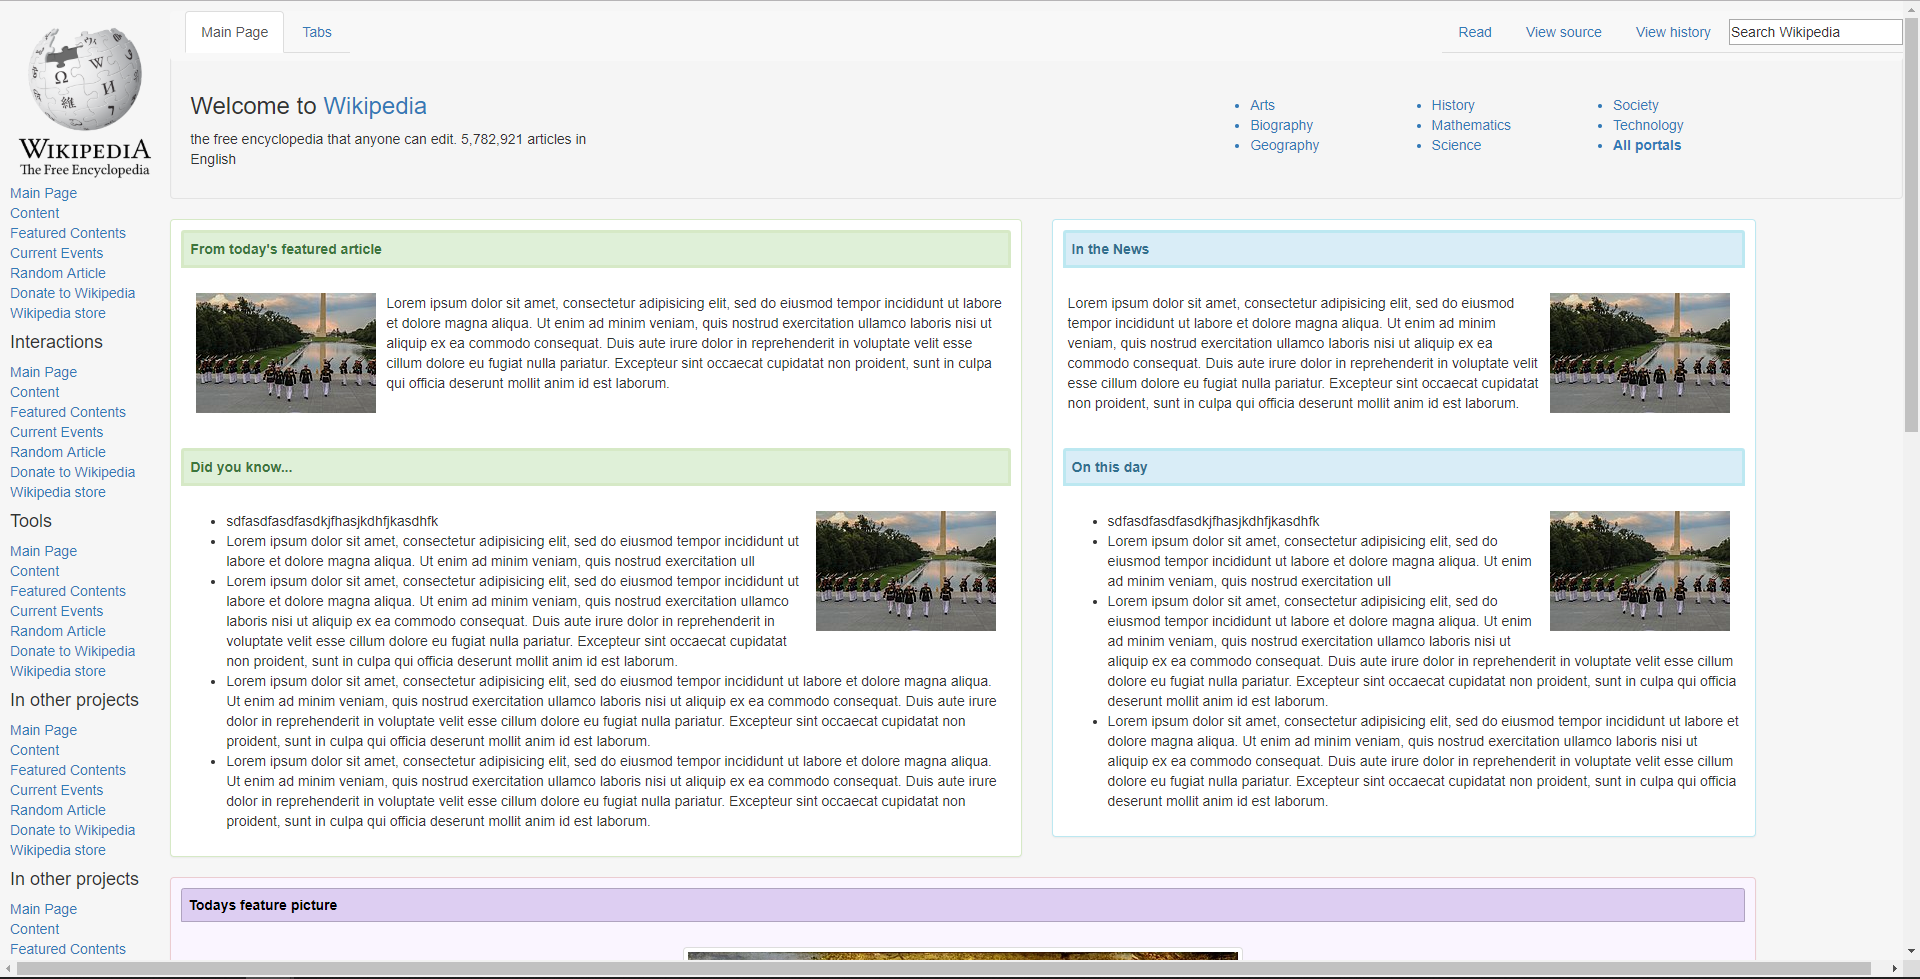 Main Page
Tabs
Read
View source
View history
Search Wikipedia
Ω
W
И
維
7
WIKIPEDIA
The Free Encyclopedia
Main Page
Content
Featured Contents
Current Events
Random Article
Donate to Wikipedia
Wikipedia store
Interactions
Main Page
Content
Featured Contents
Current Events
Random Article
Donate to Wikipedia
Wikipedia store
Tools
Main Page
Content
Featured Contents
Current Events
Random Article
Donate to Wikipedia
Wikipedia store
In other projects
Main Page
Content
Featured Contents
Current Events
Random Article
Donate to Wikipedia
Wikipedia store
In other projects
Main Page
Content
Featured Contents
Welcome to Wikipedia
the free encyclopedia that anyone can edit. 5,782,921 articles in
English
Arts
Biography
Geography
History
Mathematics
Science
Society
Technology
All portals
From today's featured article
Lorem ipsum dolor sit amet, consectetur adipisicing elit, sed do eiusmod tempor incididunt ut labore
et dolore magna aliqua. Ut enim ad minim veniam, quis nostrud exercitation ullamco laboris nisi ut
aliquip ex ea commodo consequat. Duis aute irure dolor in reprehenderit in voluptate velit esse
cillum dolore eu fugiat nulla pariatur. Excepteur sint occaecat cupidatat non proident, sunt in culpa
qui officia deserunt mollit anim id est laborum.
Did you know...
sdfasdfasdfasdkjfhasjkdhfjkasdhfk
Lorem ipsum dolor sit amet, consectetur adipisicing elit, sed do eiusmod tempor incididunt ut
labore et dolore magna aliqua. Ut enim ad minim veniam, quis nostrud exercitation ull
Lorem ipsum dolor sit amet, consectetur adipisicing elit, sed do eiusmod tempor incididunt ut
labore et dolore magna aliqua. Ut enim ad minim veniam, quis nostrud exercitation ullamco
laboris nisi ut aliquip ex ea commodo consequat. Duis aute irure dolor in reprehenderit in
voluptate velit esse cillum dolore eu fugiat nulla pariatur. Excepteur sint occaecat cupidatat
non proident, sunt in culpa qui officia deserunt mollit anim id est laborum.
Lorem ipsum dolor sit amet, consectetur adipisicing elit, sed do eiusmod tempor incididunt ut labore et dolore magna aliqua.
Ut enim ad minim veniam, quis nostrud exercitation ullamco laboris nisi ut aliquip ex ea commodo consequat. Duis aute irure
dolor in reprehenderit in voluptate velit esse cillum dolore eu fugiat nulla pariatur. Excepteur sint occaecat cupidatat non
proident, sunt in culpa qui officia deserunt mollit anim id est laborum.
Lorem ipsum dolor sit amet, consectetur adipisicing elit, sed do eiusmod tempor incididunt ut labore et dolore magna aliqua.
Ut enim ad minim veniam, quis nostrud exercitation ullamco laboris nisi ut aliquip ex ea commodo consequat. Duis aute irure
dolor in reprehenderit in voluptate velit esse cillum dolore eu fugiat nulla pariatur. Excepteur sint occaecat cupidatat non
proident, sunt in culpa qui officia deserunt mollit anim id est laborum.
In the News
Lorem ipsum dolor sit amet, consectetur adipisicing elit, sed do eiusmod
tempor incididunt ut labore et dolore magna aliqua. Ut enim ad minim
veniam, quis nostrud exercitation ullamco laboris nisi ut aliquip ex ea
commodo consequat. Duis aute irure dolor in reprehenderit in voluptate velit
esse cillum dolore eu fugiat nulla pariatur. Excepteur sint occaecat cupidatat
non proident, sunt in culpa qui officia deserunt mollit anim id est laborum.
On this day
sdfasdfasdfasdkjfhasjkdhfjkasdhfk
Lorem ipsum dolor sit amet, consectetur adipisicing elit, sed do
eiusmod tempor incididunt ut labore et dolore magna aliqua. Ut enim
ad minim veniam, quis nostrud exercitation ull
Lorem ipsum dolor sit amet, consectetur adipisicing elit, sed do
eiusmod tempor incididunt ut labore et dolore magna aliqua. Ut enim
ad minim veniam, quis nostrud exercitation ullamco laboris nisi ut
aliquip ex ea commodo consequat. Duis aute irure dolor in reprehenderit in voluptate velit esse cillum
dolore eu fugiat nulla pariatur. Excepteur sint occaecat cupidatat non proident, sunt in culpa qui officia
deserunt mollit anim id est laborum.
Lorem ipsum dolor sit amet, consectetur adipisicing elit, sed do eiusmod tempor incididunt ut labore et
dolore magna aliqua. Ut enim ad minim veniam, quis nostrud exercitation ullamco laboris nisi ut
aliquip ex ea commodo consequat. Duis aute irure dolor in reprehenderit in voluptate velit esse cillum
dolore eu fugiat nulla pariatur. Excepteur sint occaecat cupidatat non proident, sunt in culpa qui officia
deserunt mollit anim id est laborum.
Todays feature picture